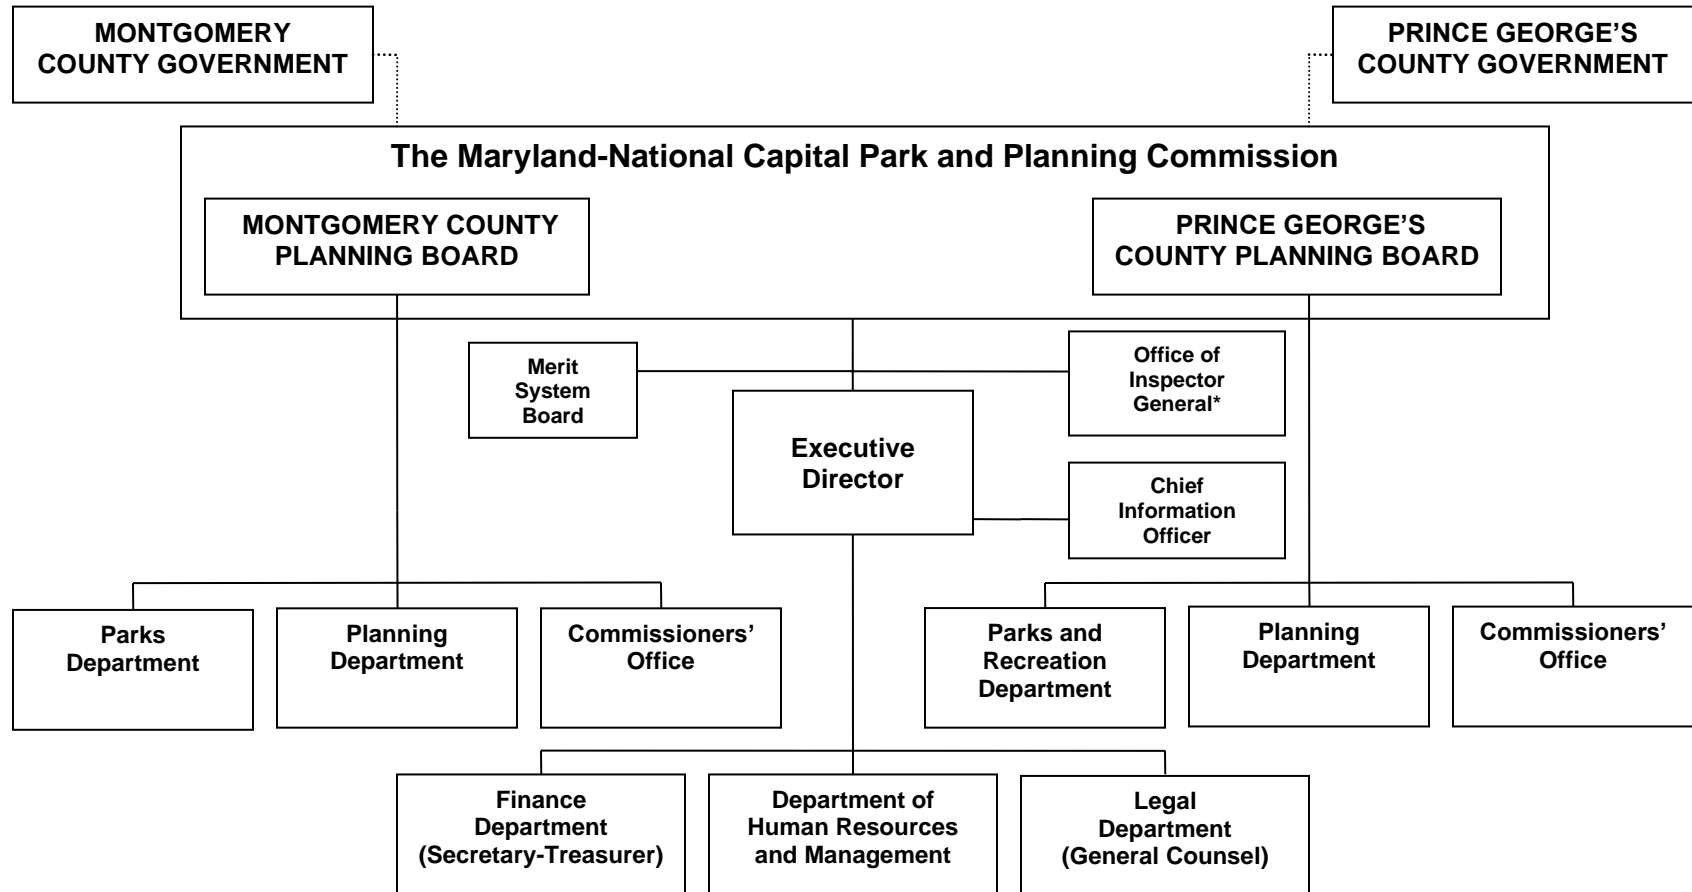 MONTGOMERY
COUNTY GOVERNMENT
PRINCE GEORGE’S
COUNTY GOVERNMENT
The Maryland-National Capital Park and Planning Commission
MONTGOMERY COUNTY
PLANNING BOARD
PRINCE GEORGE’S
COUNTY PLANNING BOARD
Merit
System
Board
Office of
Inspector
General*
Executive
Director
Chief
Information
Officer
Parks
Department
Planning
Department
Commissioners’
Office
Parks and
Recreation
Department
Planning
Department
Commissioners’
Office
Finance
Department
(Secretary-Treasurer)
Department of
Human Resources
and Management
Legal
Department
(General Counsel)